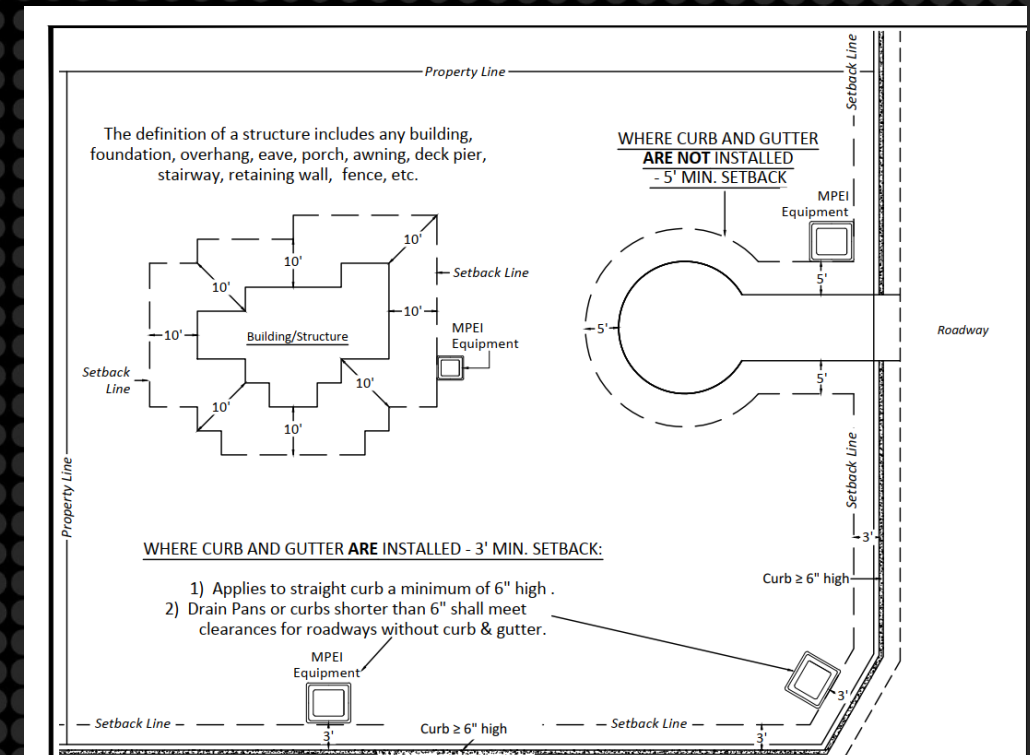 Property Line
Setback Line
The definition of a structure includes any building,
foundation, overhang, eave, porch, awning, deck pier,
stairway, retaining wall, fence, etc.
WHERE CURB AND GUTTER
ARE NOT INSTALLED
- 5' MIN. SETBACK
MPEI
Equipment
10'
10'
10'
Setback Line
5'
10'
10'
Building/Structure
MPEI
Equipment
5'
Roadway
Setback
Line
10'
10'
10'
5'
Property Line
Setback Line
3'
WHERE CURB AND GUTTER ARE INSTALLED - 3' MIN. SETBACK:
Curb ≥ 6" high
1) Applies to straight curb a minimum of 6" high .
2) Drain Pans or curbs shorter than 6" shall meet
clearances for roadways without curb & gutter.
MPEI
Equipment
3'
Setback Line
3'
Curb ≥ 6" high
Setback Line
3'